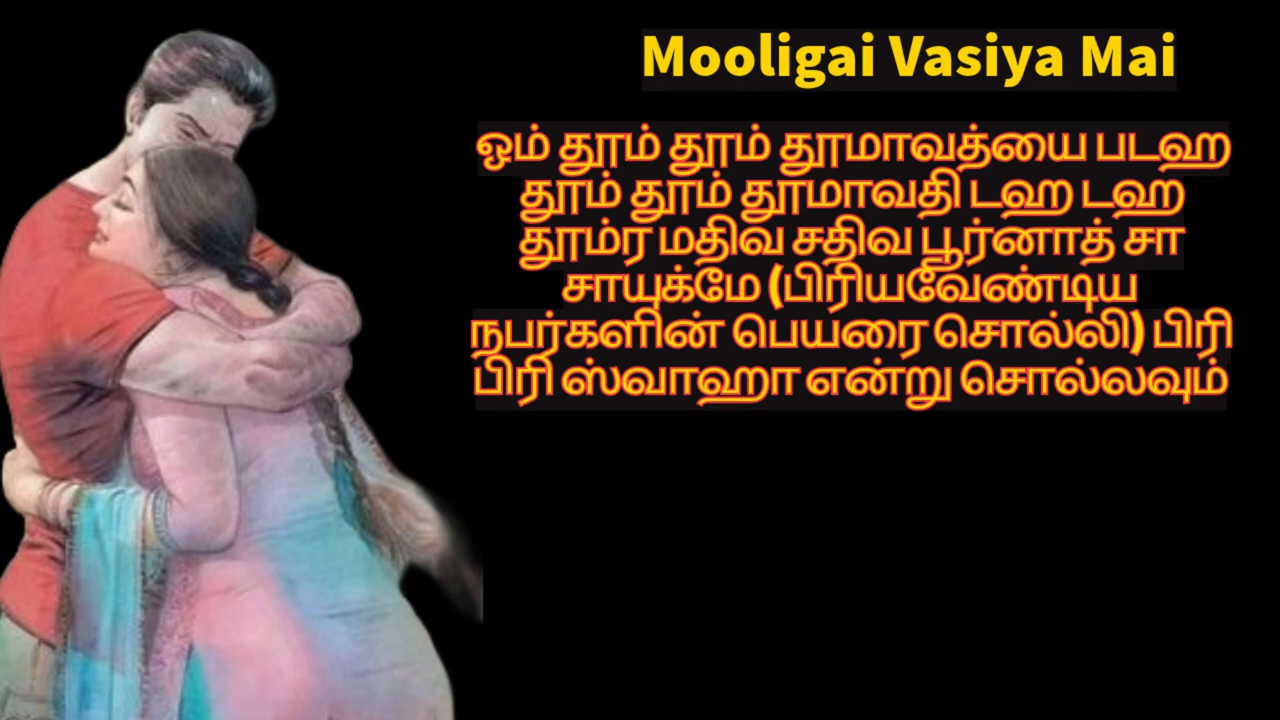 Mooligai Vasiya Mai
ஓம் தூம் தூம் தூமாவத்யை படஹ
தூம் தூம் தூமாவதி டஹ டஹ
தூம்ர மதிவ சதிவ பூர்னாத் சா
சாயுக்மே (பிரியவேண்டிய
நபர்களின் பெயரை சொல்லி) பிரி
பிரி ஸ்வாஹா என்று சொல்லவும்